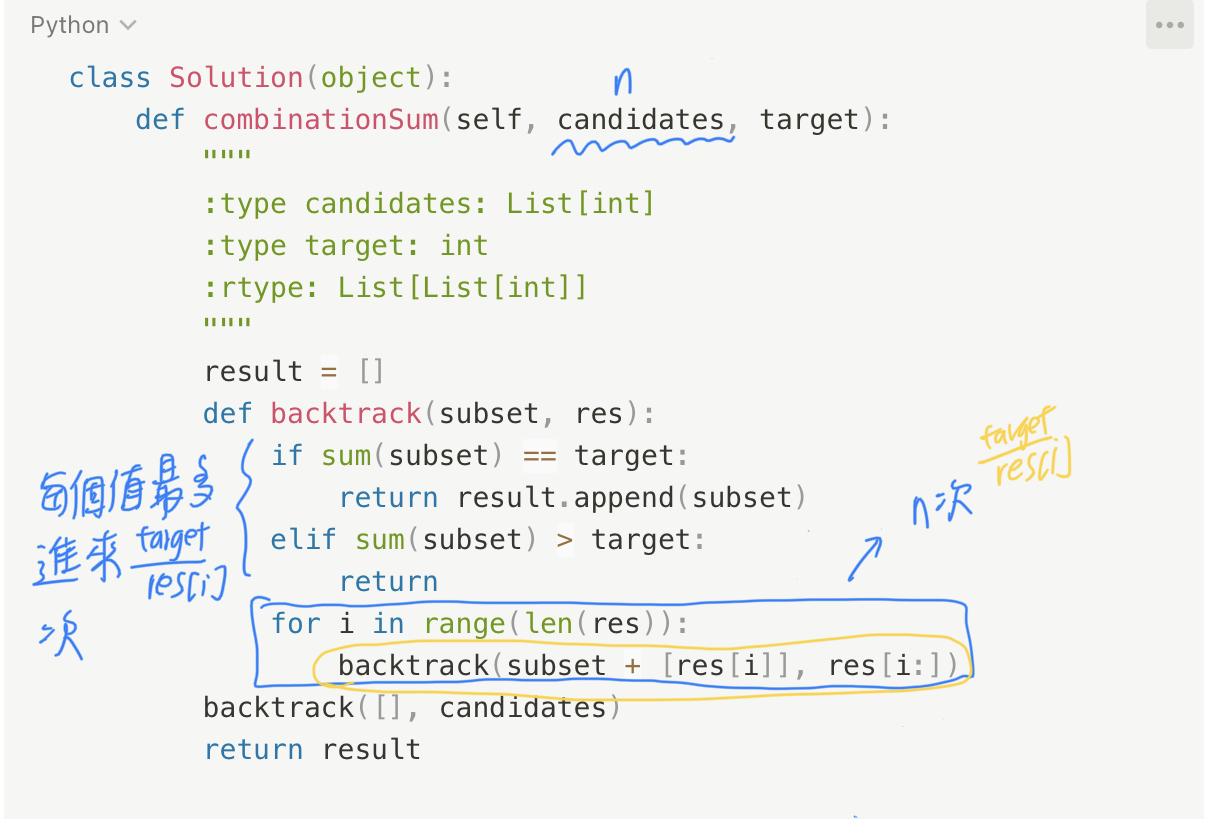 Python
class Solution(object):
n
def combinationSum(self, candidates, target):
"""
:type candidates: List[int]
:type target: int
:rtype: List[List[int]]
"""
result = []
def backtrack(subset, res):
if sum(subset) == target:
return result.append(subset)
elif sum(subset) > target:
return
for i in range(len(res)):
backtrack(subset + [res[i]], res[i:])
backtrack([], candidates)
return result
每個值最多
進來 target
res[i]
次
n次
target
res[i]